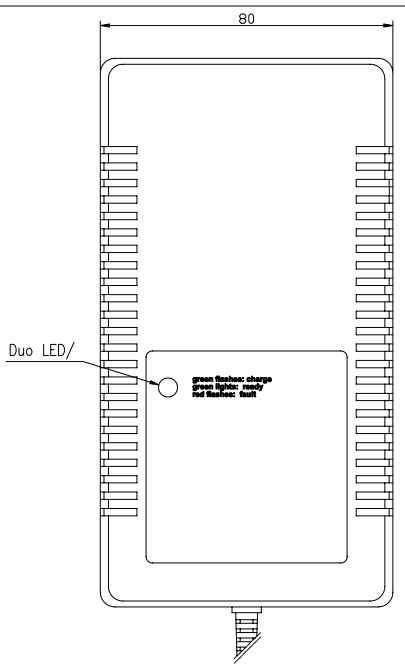 80
Duo LED/
green flashes: charge
green lights: ready
red flashes: fault